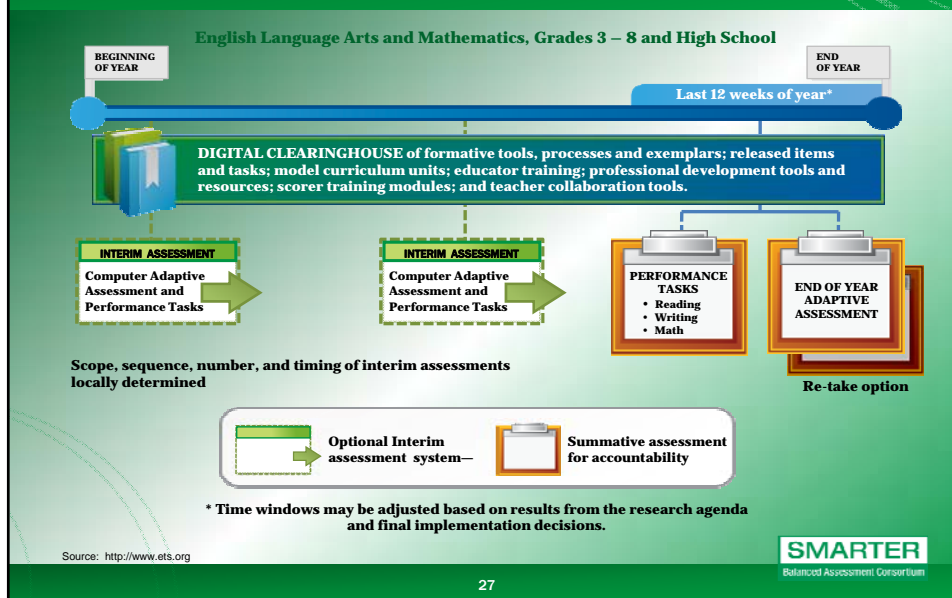 English Language Arts and Mathematics, Grades 3 – 8 and High School
BEGINNING
OF YEAR
END
OF YEAR
Last 12 weeks of year*
DIGITAL CLEARINGHOUSE of formative tools, processes and exemplars; released items
and tasks; model curriculum units; educator training; professional development tools and
resources; scorer training modules; and teacher collaboration tools.
INTERIM ASSESSMENT
Computer Adaptive
Assessment and
Performance Tasks
INTERIM ASSESSMENT
Computer Adaptive
Assessment and
Performance Tasks
PERFORMANCE
TASKS
• Reading
• Writing
• Math
END OF YEAR
ADAPTIVE
ASSESSMENT
Re-take option
Scope, sequence, number, and timing of interim assessments
locally determined
Optional Interim
assessment system—
Summative assessment
for accountability
* Time windows may be adjusted based on results from the research agenda
and final implementation decisions.
Source: http://www.ets.org
SMARTER
Balanced Assessment Consortium
27